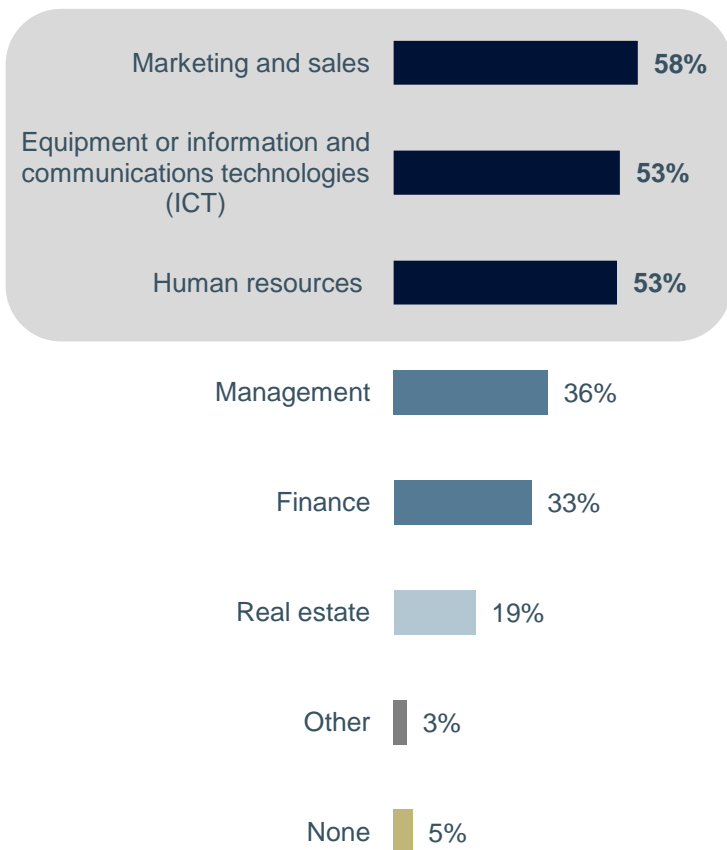 Marketing and sales 58%
Equipment or information and
communications technologies 53%
(ICT)
Human resources 53%
Management 36%
Finance 33%
Real estate 19%
Other 3%
None 5%